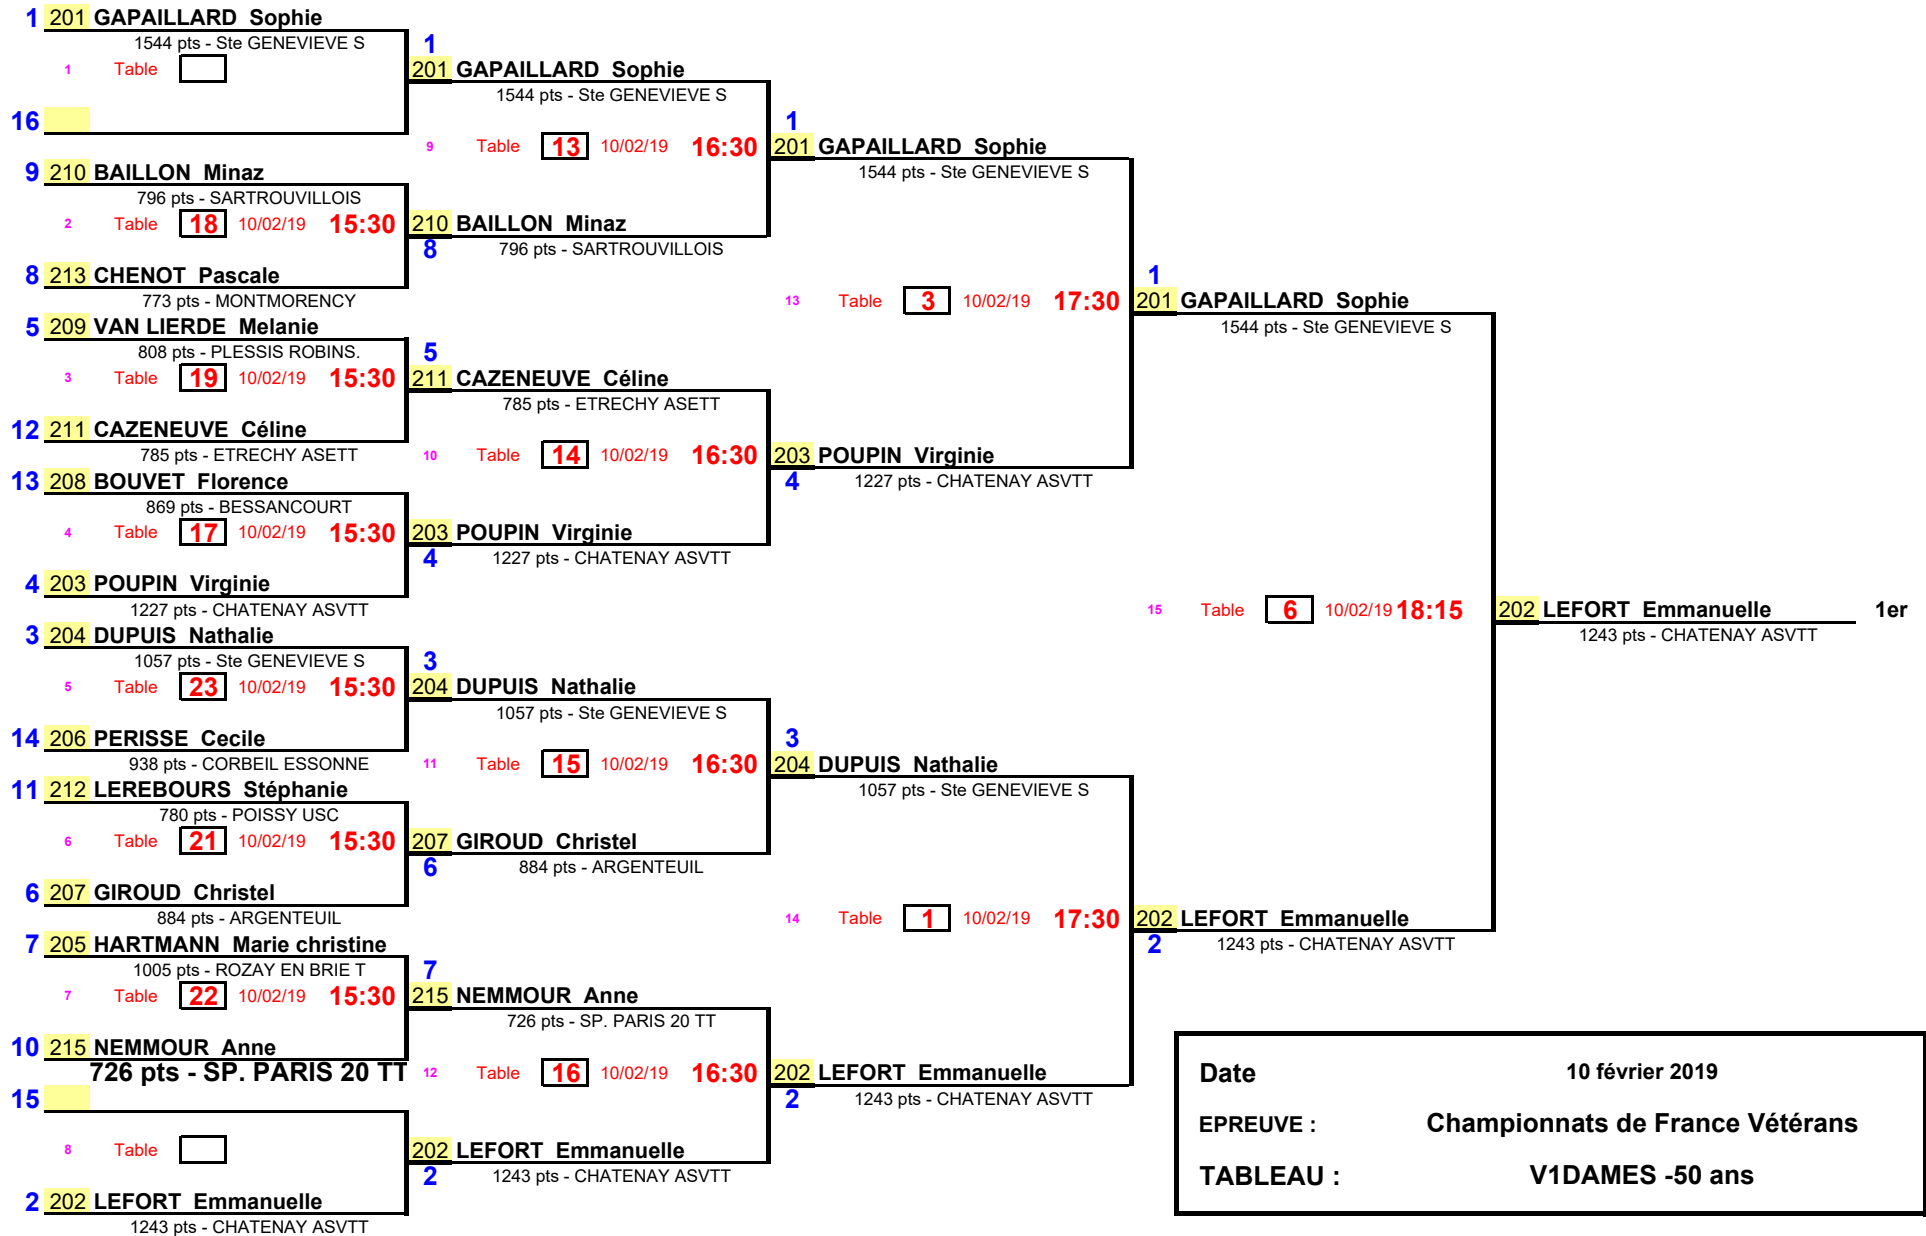 1 201 GAPAILLARD Sophie
1544 pts - Ste GENEVIEVE S
1 Table
16
9 210 BAILLON Minaz
796 pts - SARTROUVILLOIS
2 Table 18 10/02/19 15:30
8 213 CHENOT Pascale
773 pts - MONTMORENCY
5 209 VAN LIERDE Melanie
808 pts - PLESSIS ROBINS.
3 Table 19 10/02/19 15:30
12 211 CAZENEUVE Céline
785 pts - ETRECHY ASETT
13 208 BOUVET Florence
869 pts - BESSANCOURT
4 Table 17 10/02/19 15:30
4 203 POUPIN Virginie
1227 pts - CHATENAY ASVTT
3 204 DUPUIS Nathalie
1057 pts - Ste GENEVIEVE S
5 Table 23 10/02/19 15:30
14 206 PERISSE Cecile
938 pts - CORBEIL ESSONNE
11 212 LEREBOURS Stéphanie
780 pts - POISSY USC
6 Table 21 10/02/19 15:30
6 207 GIROUD Christel
884 pts - ARGENTEUIL
7 205 HARTMANN Marie christine
1005 pts - ROZAY EN BRIE T
7 Table 22 10/02/19 15:30
10 215 NEMMOUR Anne
726 pts - SP. PARIS 20 TT
15
8 Table
2 202 LEFORT Emmanuelle
1243 pts - CHATENAY ASVTT
1
201 GAPAILLARD Sophie
1544 pts - Ste GENEVIEVE S
9 Table 13 10/02/19 16:30
210 BAILLON Minaz
8
796 pts - SARTROUVILLOIS
5
211 CAZENEUVE Céline
785 pts - ETRECHY ASETT
10 Table 14 10/02/19 16:30
203 POUPIN Virginie
4
1227 pts - CHATENAY ASVTT
3
204 DUPUIS Nathalie
1057 pts - Ste GENEVIEVE S
11 Table 15 10/02/19 16:30
207 GIROUD Christel
6
884 pts - ARGENTEUIL
7
215 NEMMOUR Anne
726 pts - SP. PARIS 20 TT
12 Table 16 10/02/19 16:30
202 LEFORT Emmanuelle
2
1243 pts - CHATENAY ASVTT
1
201 GAPAILLARD Sophie
1544 pts - Ste GENEVIEVE S
13 Table 3 10/02/19 17:30
203 POUPIN Virginie
4
1227 pts - CHATENAY ASVTT
3
204 DUPUIS Nathalie
1057 pts - Ste GENEVIEVE S
14 Table 1 10/02/19 17:30
202 LEFORT Emmanuelle
2
1243 pts - CHATENAY ASVTT
1
201 GAPAILLARD Sophie
1544 pts - Ste GENEVIEVE S
15 Table 6 10/02/19 18:15
202 LEFORT Emmanuelle
2
1243 pts - CHATENAY ASVTT
202 LEFORT Emmanuelle 1er
1243 pts - CHATENAY ASVTT
Date 10 février 2019
EPREUVE : Championnats de France Vétérans
TABLEAU : V1DAMES -50 ans